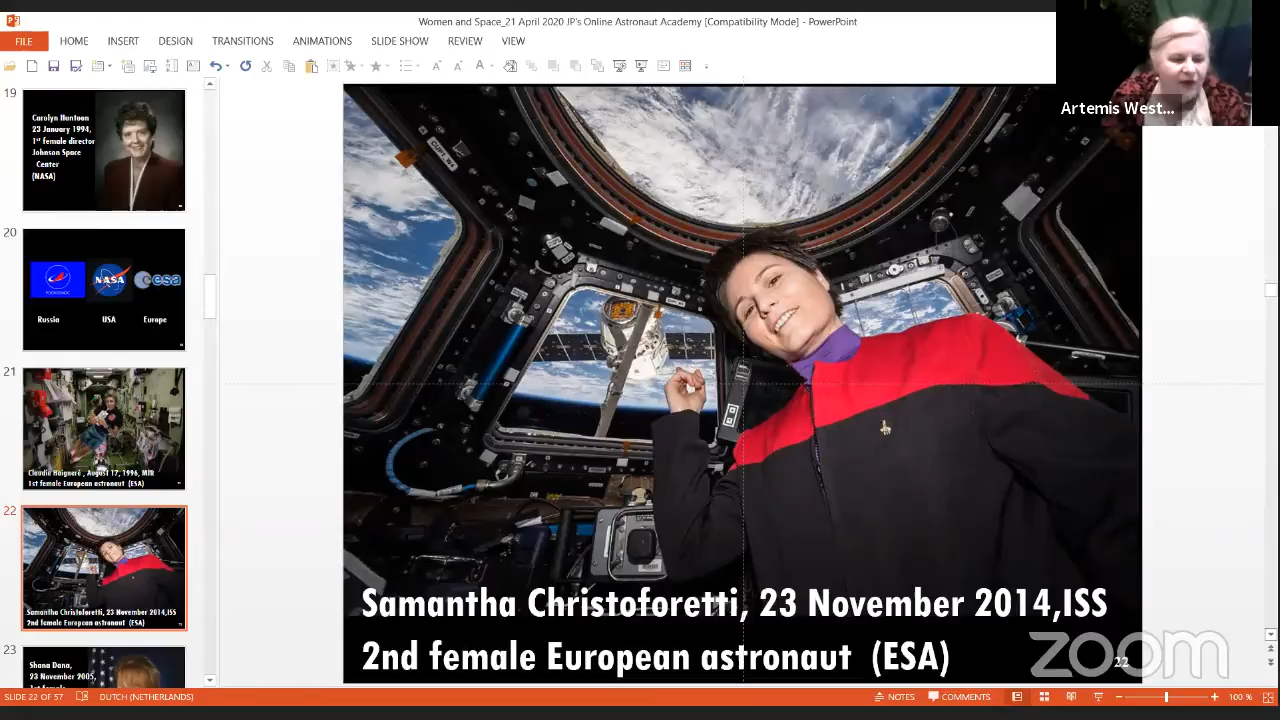 Women and Space_21 April 2020 JP's Online Astronaut Academy [Compatibility Mode] - PowerPoint
FILE HOME INSERT DESIGN TRANSITIONS ANIMATIONS SLIDE SHOW REVIEW VIEW
Artemis West...
19
Carolyn Huntoon
23 January 1994,
1st female director
Johnson Space
Center
(NASA)
20
NASA esa
Russia USA Europe
21
Claudie Haigneré , August 17, 1996, MIR
1st female European astronaut (ESA)
22
Samantha Christoforetti, 23 November 2014,ISS
2nd female European astronaut (ESA)
23
Shana Dana,
23 November 2005,
Samantha Christoforetti, 23 November 2014,ISS
2nd female European astronaut (ESA)
22
zoom
SLIDE 22 OF 57 DUTCH (NETHERLANDS) NOTES COMMENTS 100 %